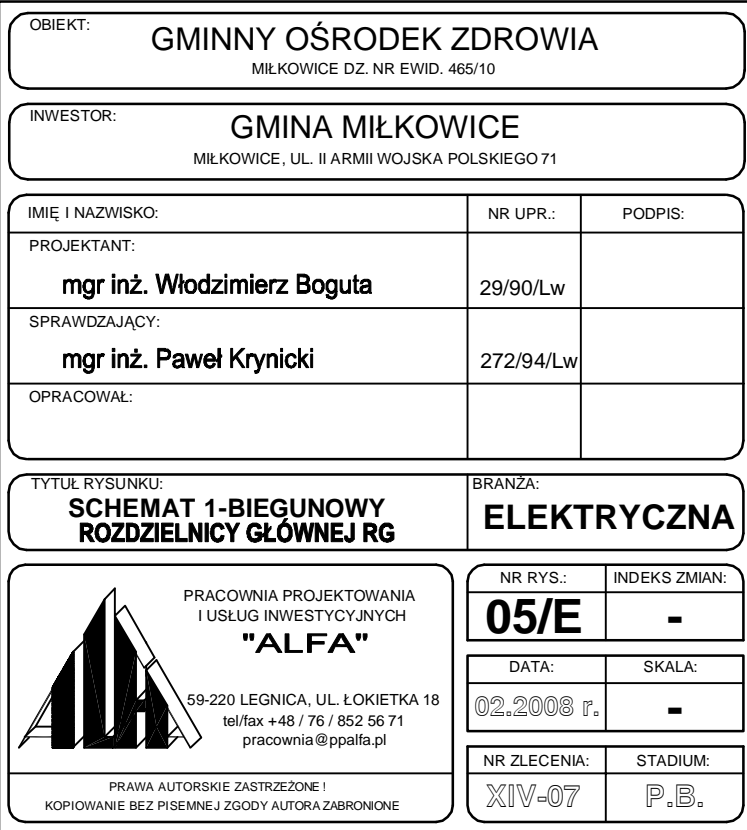 OBIEKT:
GMINNY OŚRODEK ZDROWIA
MIŁKOWICE DZ. NR EWID. 465/10
INWESTOR:
GMINA MIŁKOWICE
MIŁKOWICE, UL. II ARMII WOJSKA POLSKIEGO 71
IMIĘ I NAZWISKO: NR UPR.: PODPIS:
PROJEKTANT:
mgr inż. Włodzimierz Boguta 29/90/Lw
SPRAWDZAJĄCY:
mgr inż. Paweł Krynicki 272/94/Lw
OPRACOWAŁ:
TYTUŁ RYSUNKU:
SCHEMAT 1-BIEGUNOWY
ROZDZIELNICY GŁÓWNEJ RG
BRANŻA:
ELEKTRYCZNA
PRACOWNIA PROJEKTOWANIA
I USŁUG INWESTYCYJNYCH
"ALFA"
59-220 LEGNICA, UL. ŁOKIETKA 18
tel/fax +48 / 76 / 852 56 71
pracownia@ppalfa.pl
PRAWA AUTORSKIE ZASTRZEŻONE !
KOPIOWANIE BEZ PISEMNEJ ZGODY AUTORA ZABRONIONE
NR RYS.: INDEKS ZMIAN:
05/E -
DATA: SKALA:
02.2008 r. -
NR ZLECENIA: STADIUM:
XIV-07 P.B.